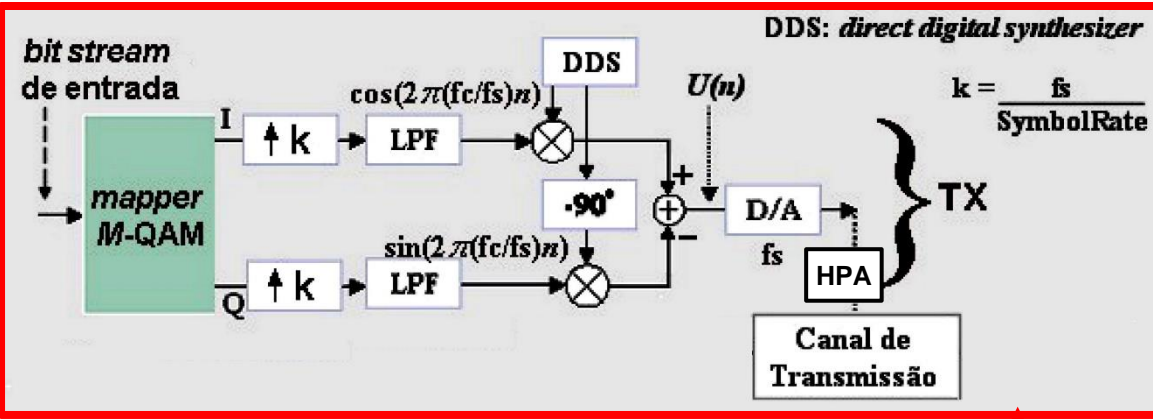 bit stream
de entrada
DDS: direct digital synthesizer
DDS
U(n)
k = fs
SymbolRate
cos(2π(fc/fs)n)
I
↑ k
LPF
+
mapper
M-QAM
-90°
−
D/A
fs
TX
sin(2π(fc/fs)n)
Q
↑ k
LPF
HPA
Canal de
Transmissão